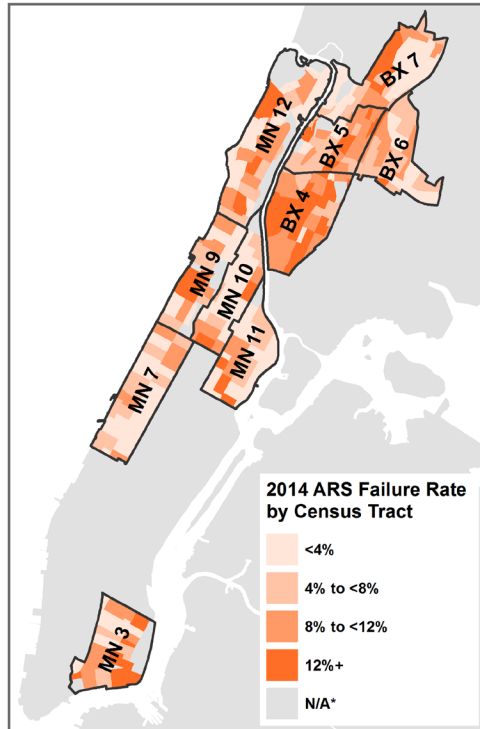 BX 7
MN 12
BX 5
BX 6
BX 4
MN 9
MN 10
MN 11
MN 7
MN 3
2014 ARS Failure Rate
by Census Tract
<4%
4% to <8%
8% to <12%
12%+
N/A*